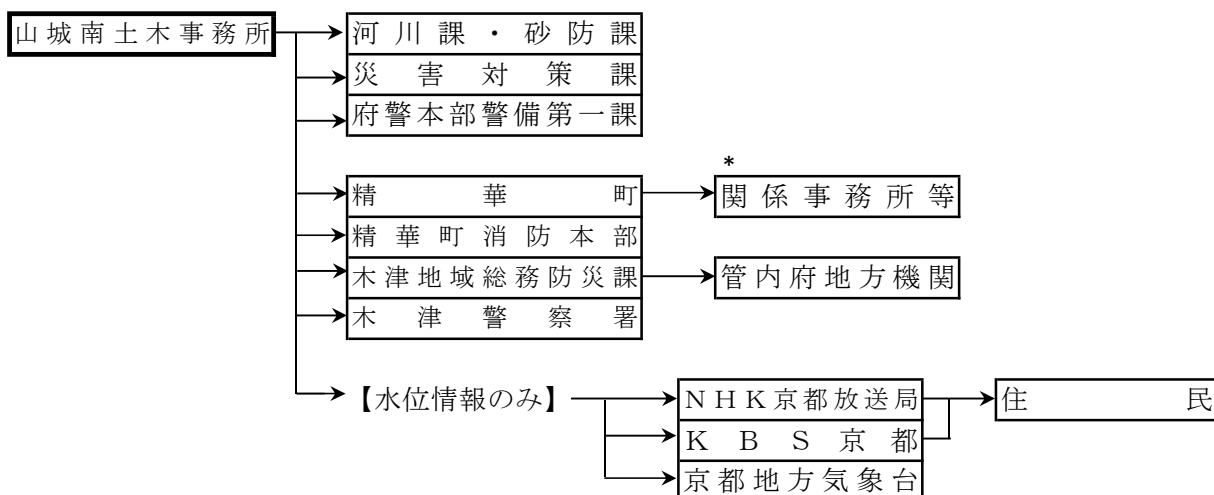 山城南土木事務所
河川課・砂防課
災害対策課
府警本部警備第一課
*
精華町
関係事務所等
精華町消防本部
木津地域総務防災課
管内府地方機関
木津警察署
【水位情報のみ】
NHK京都放送局
住民
KBS京都
京都地方気象台